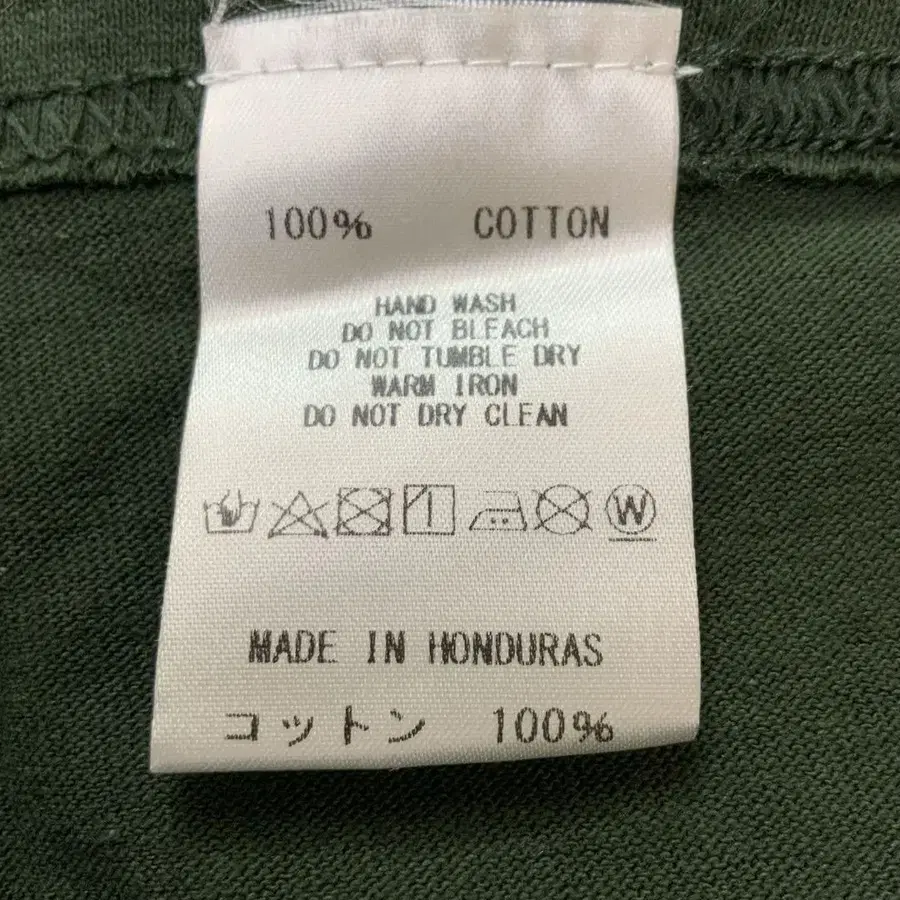 100% COTTON
HAND WASH
DO NOT BLEACH
DO NOT TUMBLE DRY
WARM IRON
DO NOT DRY CLEAN
W
MADE IN HONDURAS
コットン 100%